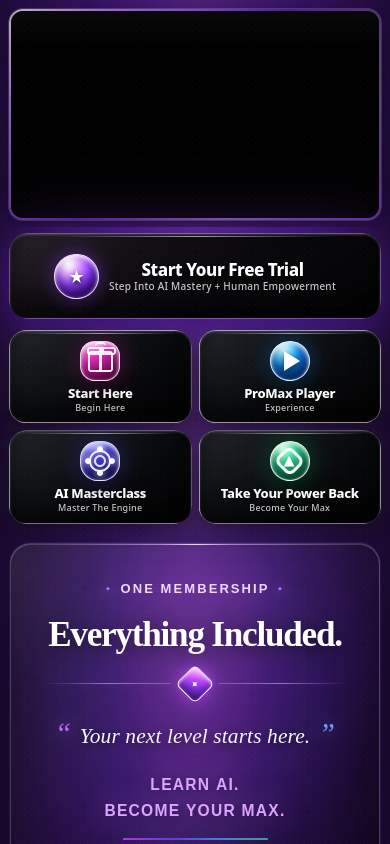 Start Your Free Trial
Step Into AI Mastery + Human Empowerment
Start Here
Begin Here
ProMax Player
Experience
AI Masterclass
Master The Engine
Take Your Power Back
Become Your Max
ONE MEMBERSHIP
Everything Included.
“ Your next level starts here. ”
LEARN AI.
BECOME YOUR MAX.